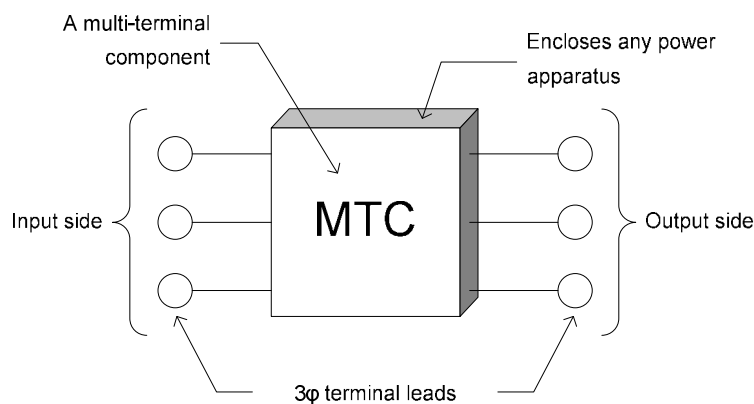 A multi-terminal
component
Encloses any power
apparatus
Input side
MTC
Output side
3φ terminal leads